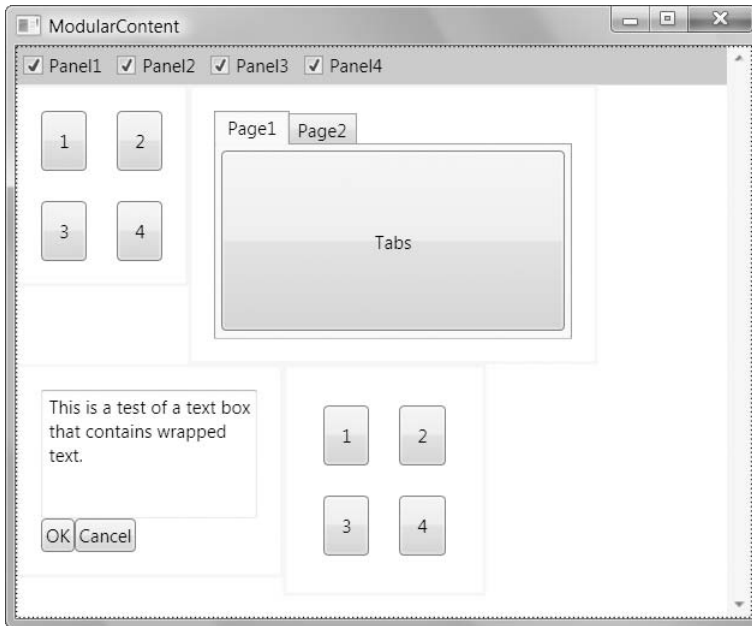 ModularContent
Panel1 Panel2 Panel3 Panel4
1 2
3 4
Page1 Page2
Tabs
This is a test of a text box
that contains wrapped
text.
OK Cancel
1 2
3 4